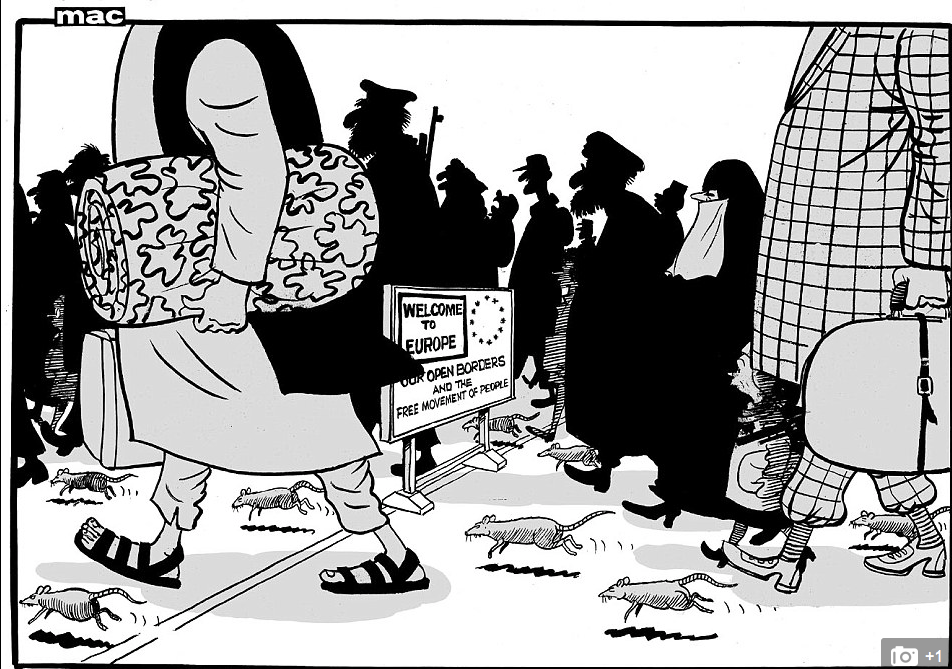 mac
WELCOME
TO
EUROPE
OUR OPEN BORDERS
AND THE
FREE MOVEMENT OF PEOPLE
+1